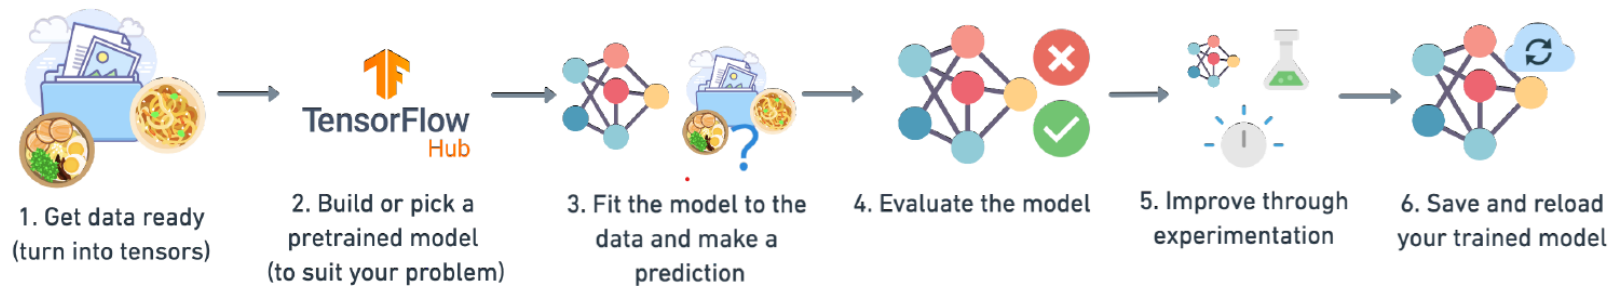 TensorFlow
Hub
?
1. Get data ready
(turn into tensors)
2. Build or pick a
pretrained model
(to suit your problem)
3. Fit the model to the
data and make a
prediction
4. Evaluate the model
5. Improve through
experimentation
6. Save and reload
your trained model